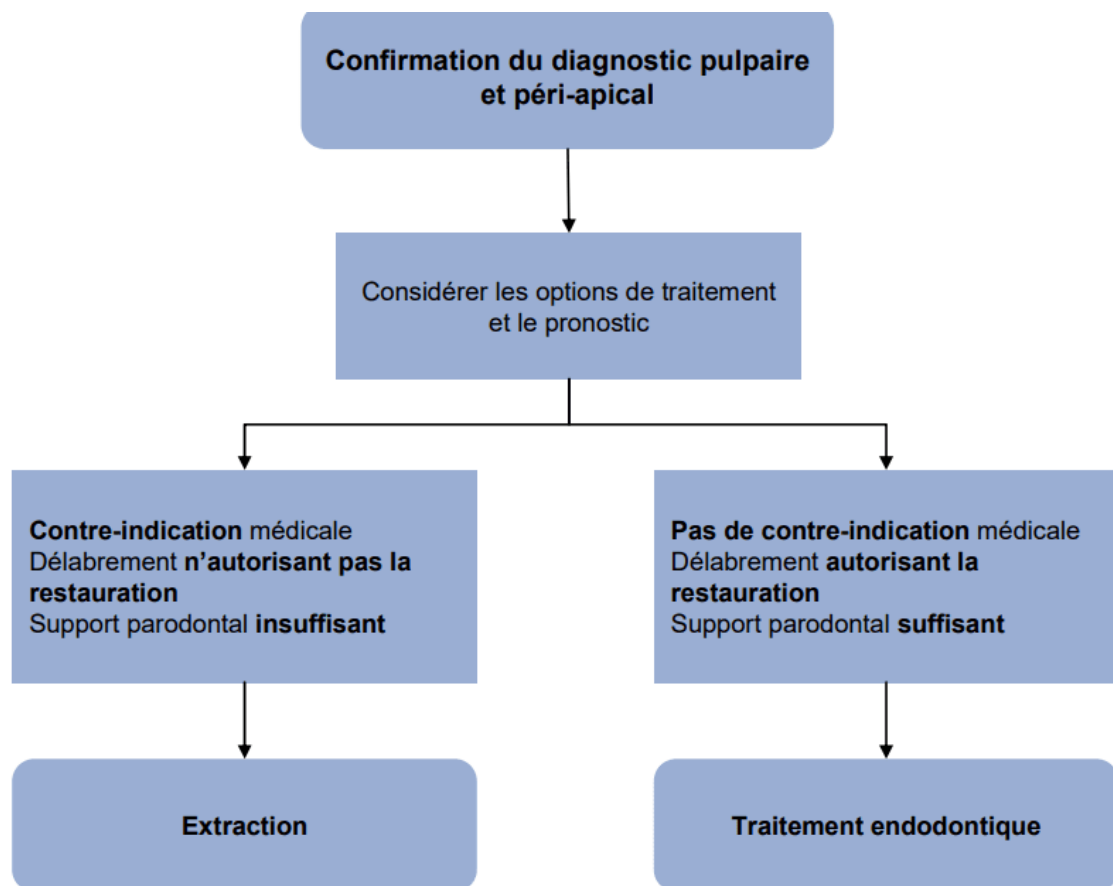 Confirmation du diagnostic pulpaire
et péri-apical
Considérer les options de traitement
et le pronostic
Contre-indication médicale
Délabrement n’autorisant pas la
restauration
Support parodontal insuffisant
Pas de contre-indication médicale
Délabrement autorisant la
restauration
Support parodontal suffisant
Extraction
Traitement endodontique